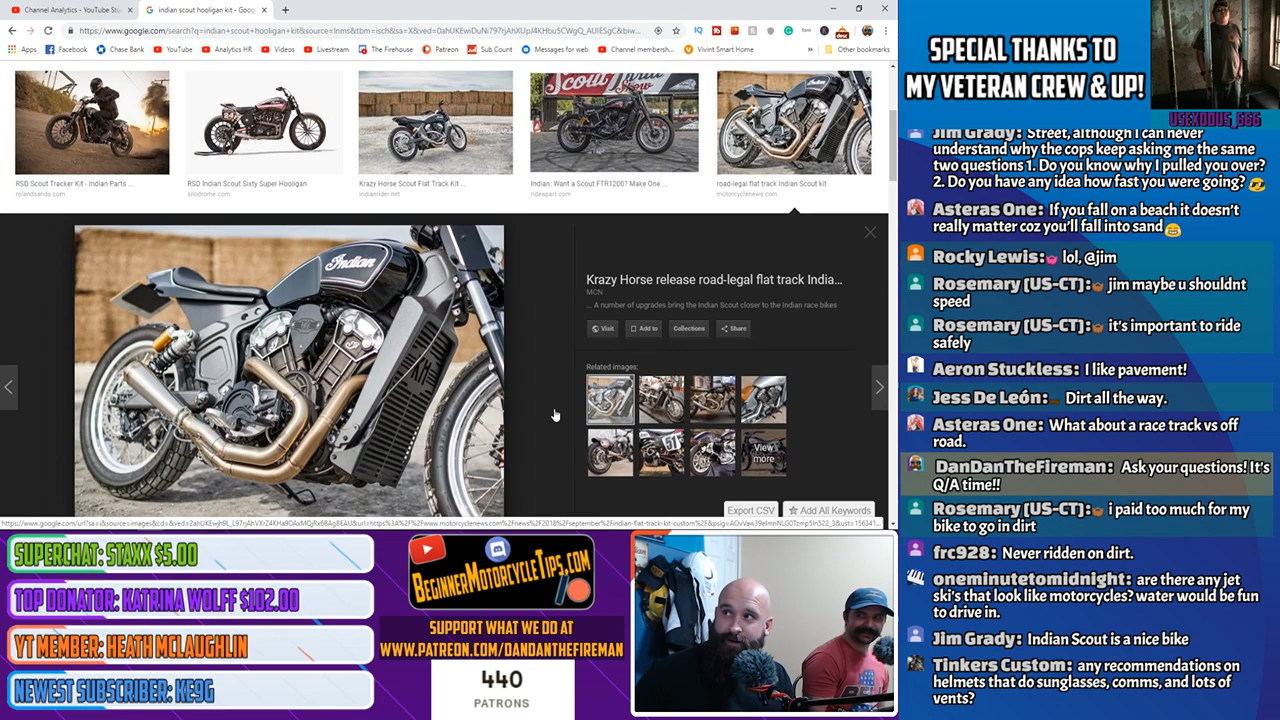 Channel Analytics - YouTube Stu
indian scout hooligan kit - Goog
Apps
Facebook
Chase Bank
YouTube
Analytics HR
Videos
Livestream
The Firehouse
Patreon
Sub Count
Messages for web
Channel membersh...
Vivint Smart Home
Other bookmarks
RSD Scout Tracker Kit - Indian Parts ...
rolandsands.com
RSD Indian Scout Sixty Super Hooligan
silodrome.com
Krazy Horse Scout Flat Track Kit ...
indianrider.net
Indian: Want a Scout FTR1200? Make One ...
rideapart.com
road-legal flat track Indian Scout kit
motorcyclenews.com
Indian
Krazy Horse release road-legal flat track India...
MCN
... A number of upgrades bring the Indian Scout closer to the Indian race bikes
Visit
Add to
Collections
Share
Related images:
View more
Export CSV
Add All Keywords
SPECIAL THANKS TO
MY VETERAN CREW & UP!
USEXODUS_666
Jim Grady: Street, although I can never
understand why the cops keep asking me the same
two questions 1. Do you know why I pulled you over?
2. Do you have any idea how fast you were going?
Asteras One: If you fall on a beach it doesn't
really matter coz you'll fall into sand
Rocky Lewis: lol, @jim
Rosemary (US-CT): jim maybe u shouldnt
speed
Rosemary (US-CT): it's important to ride
safely
Aeron Stuckless: I like pavement!
Jess De León: Dirt all the way.
Asteras One: What about a race track vs off
road.
DanDanTheFireman: Ask your questions! It's
Q/A time!!
Rosemary (US-CT): i paid too much for my
bike to go in dirt
frc928: Never ridden on dirt.
oneminutetomidnight: are there any jet
ski's that look like motorcycles? water would be fun
to drive in.
Jim Grady: Indian Scout is a nice bike
Tinkers Custom: any recommendations on
helmets that do sunglasses, comms, and lots of
vents?
SUPERCHAT: STAXX $5.00
TOP DONATOR: KATRINA WOLFF $102.00
YT MEMBER: HEATH MCLAUGHLIN
NEWEST SUBSCRIBER: KE9G
BEGINNERMOTORCYCLETIPS.COM
SUPPORT WHAT WE DO AT
WWW.PATREON.COM/DANDANTHEFIREMAN
440
PATRONS